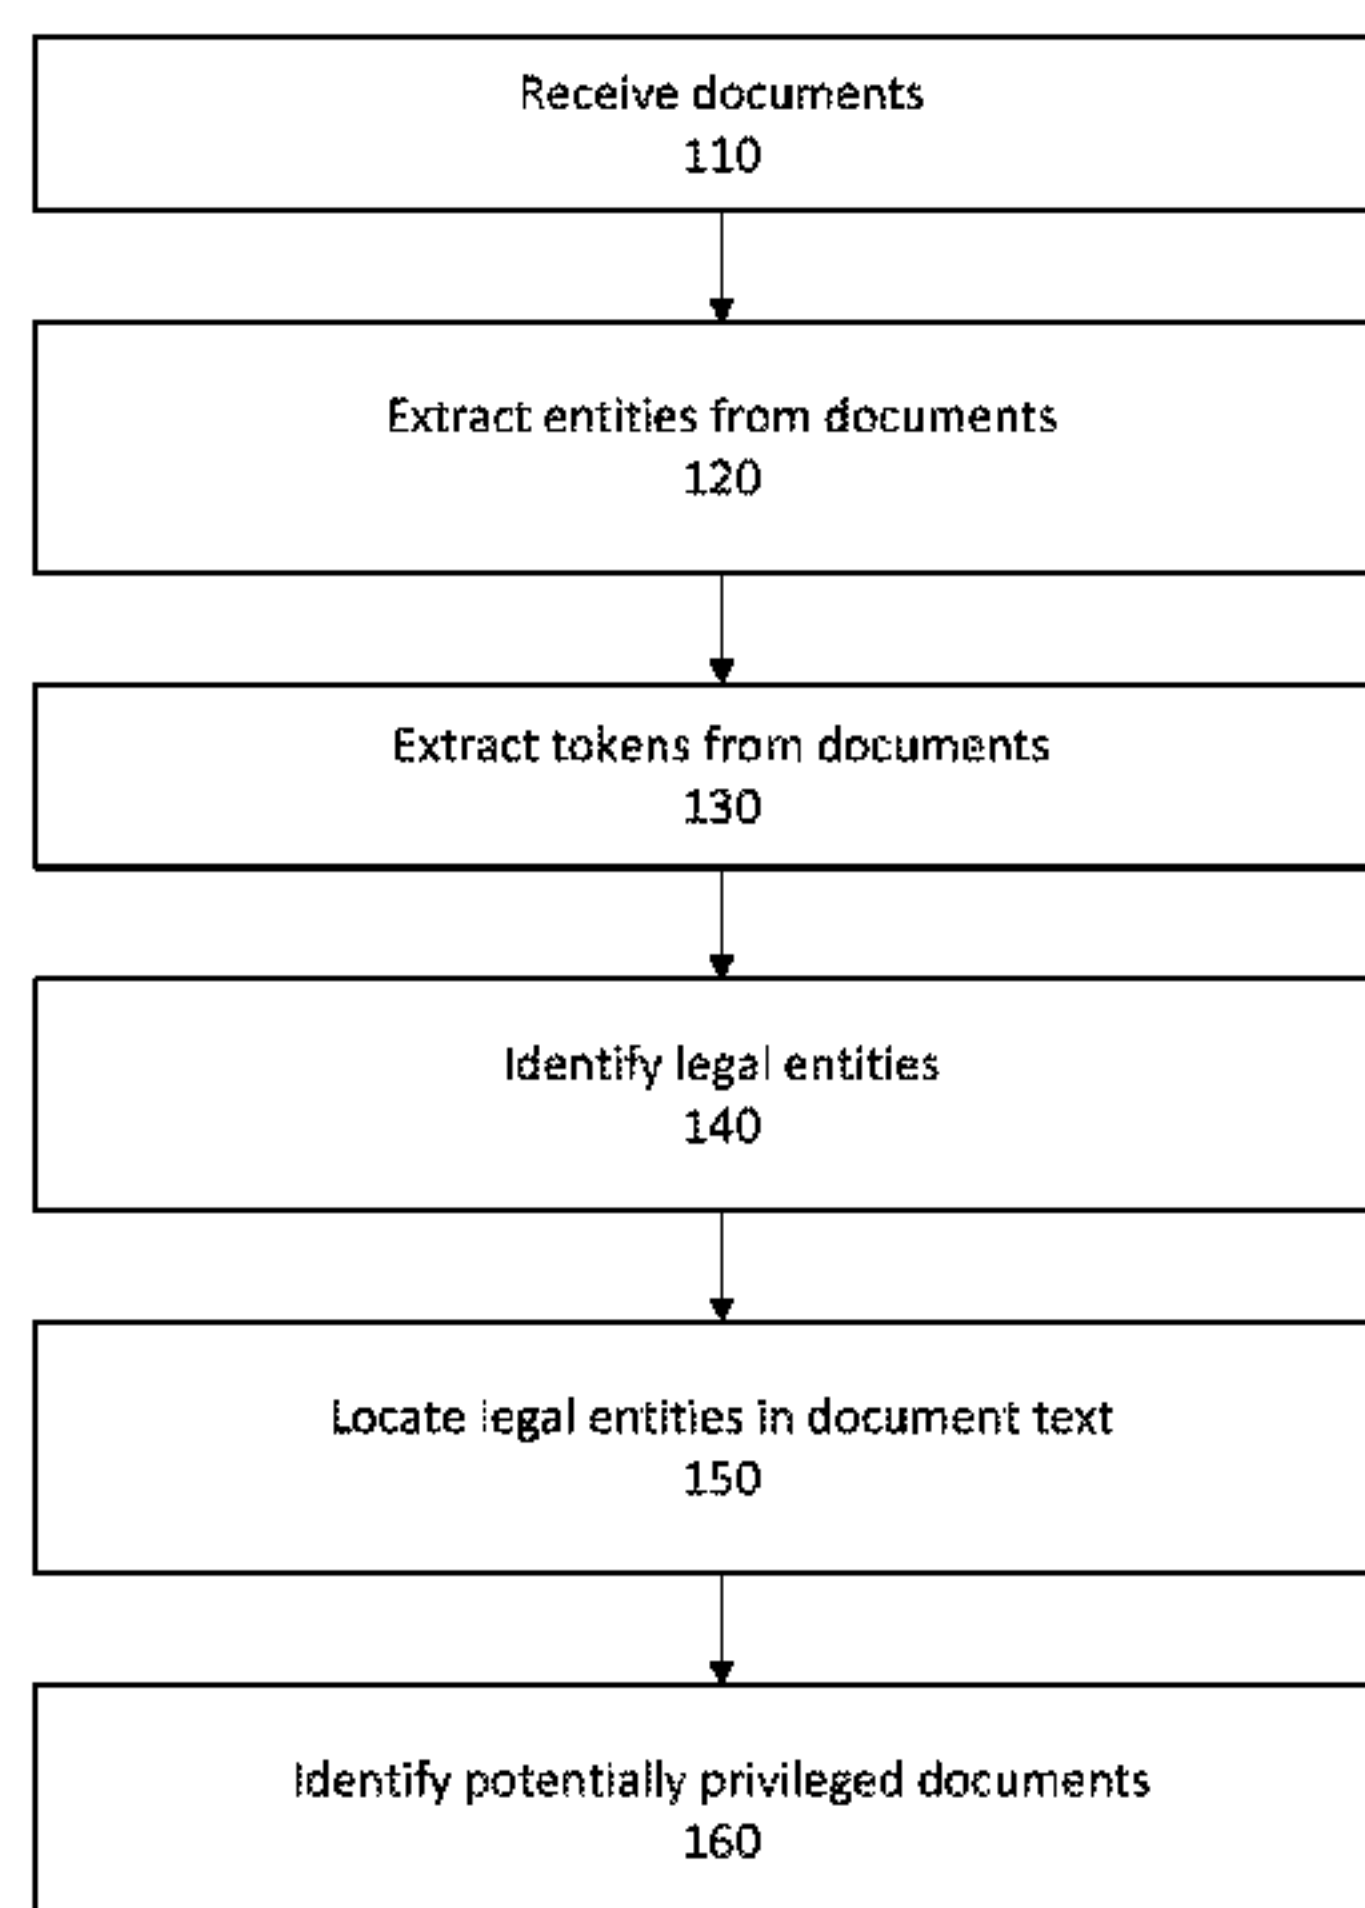 Receive documents
110
Extract entities from documents
120
Extract tokens from documents
130
Identify legal entities
140
Locate legal entities in document text
150
Identify potentially privileged documents
160